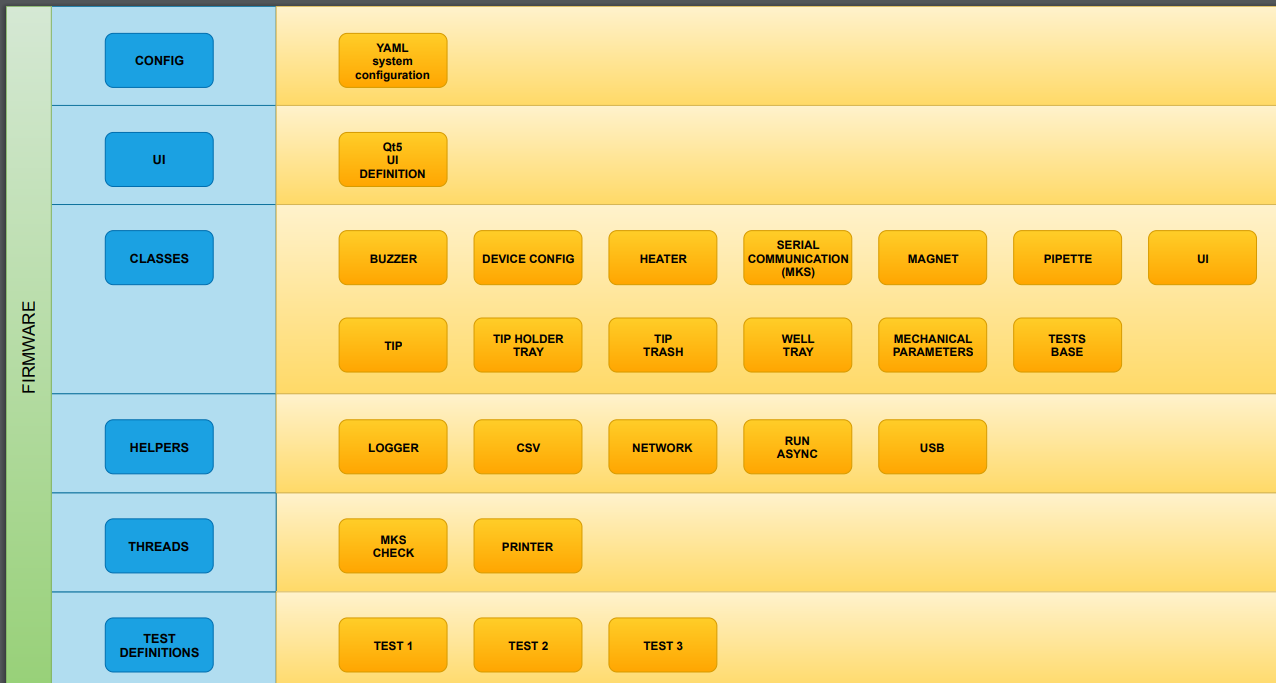 FIRMWARE
CONFIG
YAML
system
configuration
UI
Qt5
UI
DEFINITION
CLASSES
BUZZER
DEVICE CONFIG
HEATER
SERIAL
COMMUNICATION
(MKS)
MAGNET
PIPETTE
UI
TIP
TIP HOLDER
TRAY
TIP
TRASH
WELL
TRAY
MECHANICAL
PARAMETERS
TESTS
BASE
HELPERS
LOGGER
CSV
NETWORK
RUN
ASYNC
USB
THREADS
MKS
CHECK
PRINTER
TEST
DEFINITIONS
TEST 1
TEST 2
TEST 3